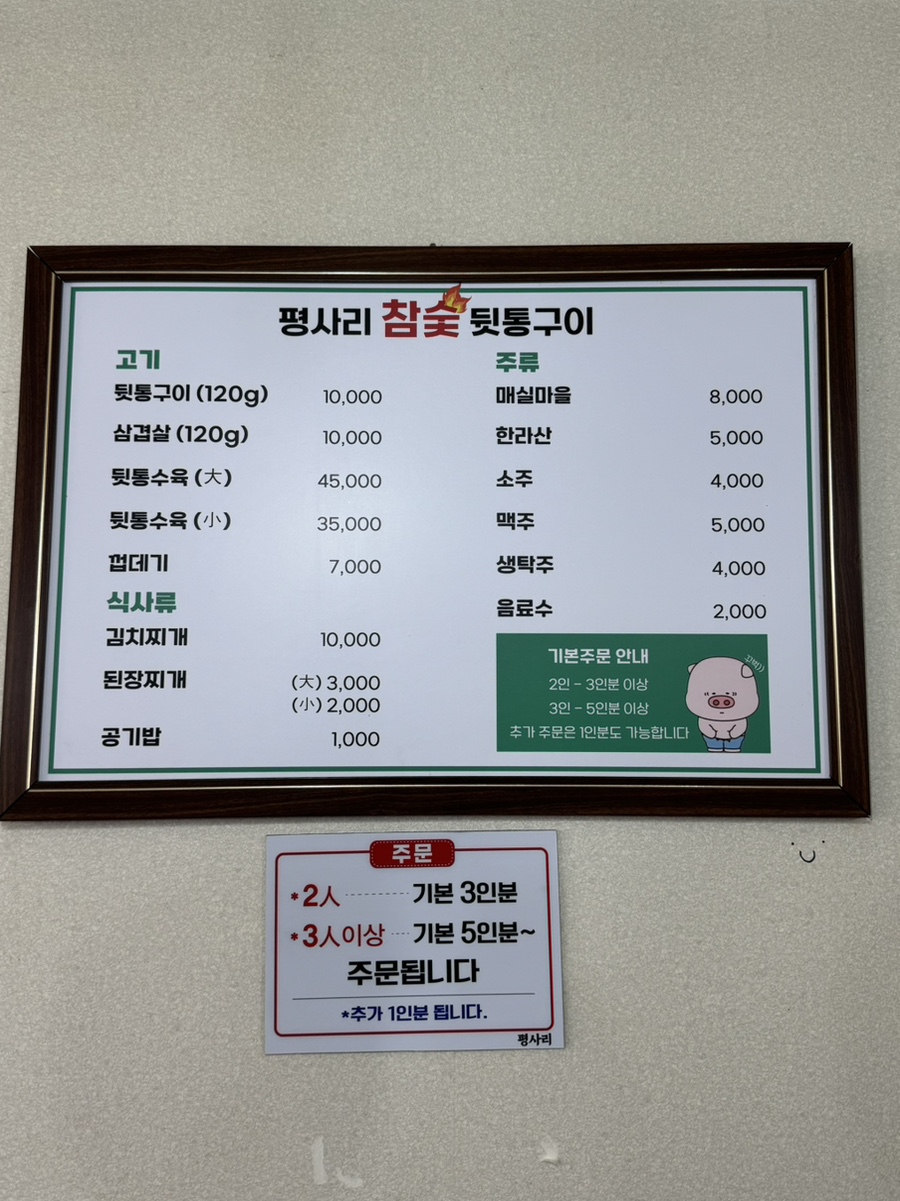 평사리 참숯 뒷통구이
고기
뒷통구이 (120g) 10,000
삼겹살 (120g) 10,000
뒷통수육 (大) 45,000
뒷통수육 (小) 35,000
껍데기 7,000
식사류
김치찌개 10,000
된장찌개 (大) 3,000
(小) 2,000
공기밥 1,000
주류
매실마을 8,000
한라산 5,000
소주 4,000
맥주 5,000
생탁주 4,000
음료수 2,000
기본주문 안내
2인 - 3인분 이상
3인 - 5인분 이상
추가 주문은 1인분도 가능합니다
꾸벅))
주문
*2人 ---------- 기본 3인분
*3人이상 --- 기본 5인분~
주문됩니다
*추가 1인분 됩니다.
평사리